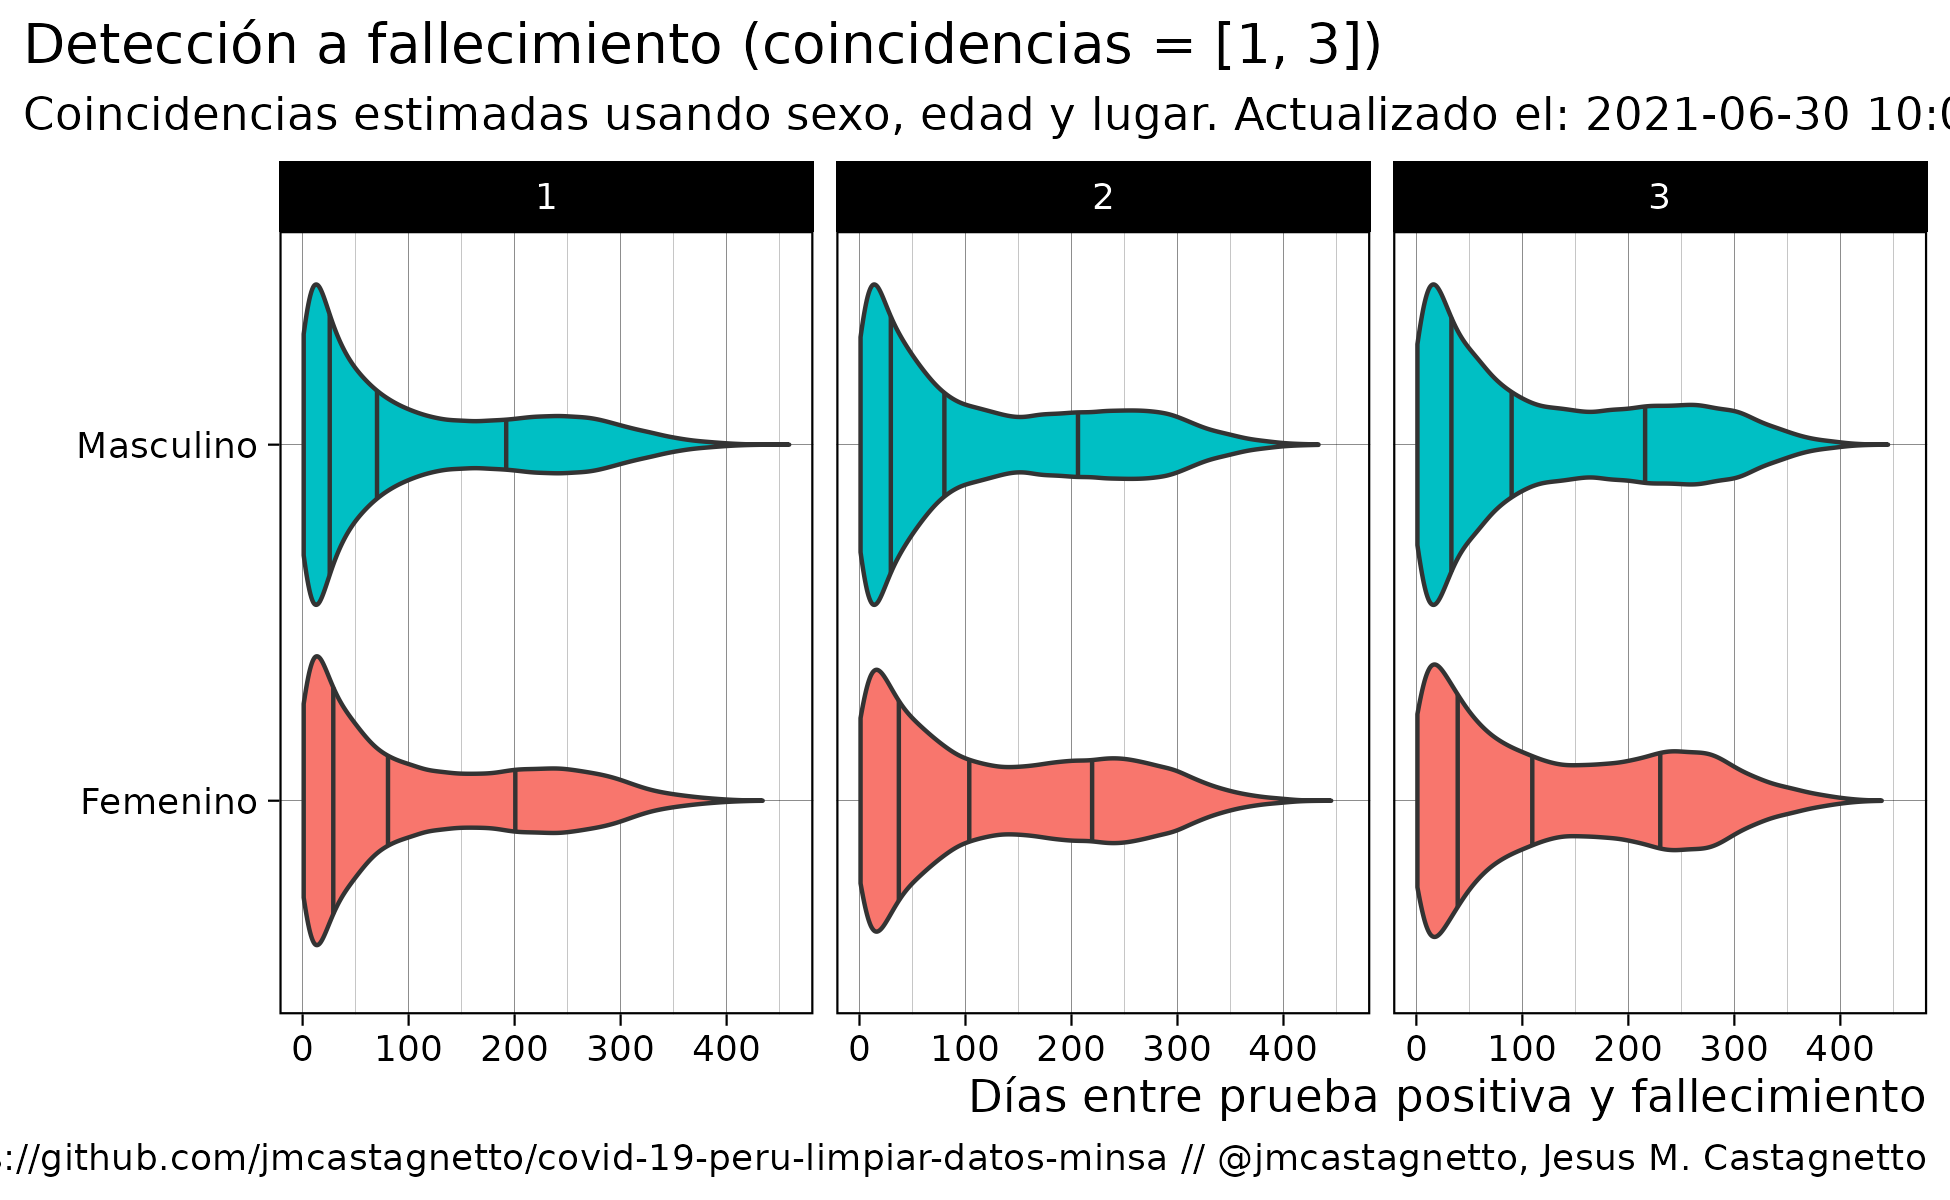 Detección a fallecimiento (coincidencias = [1, 3])
Coincidencias estimadas usando sexo, edad y lugar. Actualizado el: 2021-06-30 10:
1 2 3
Masculino
Femenino
0 100 200 300 400 0 100 200 300 400 0 100 200 300 400
Días entre prueba positiva y fallecimiento
://github.com/jmcastagnetto/covid-19-peru-limpiar-datos-minsa // @jmcastagnetto, Jesus M. Castagnetto